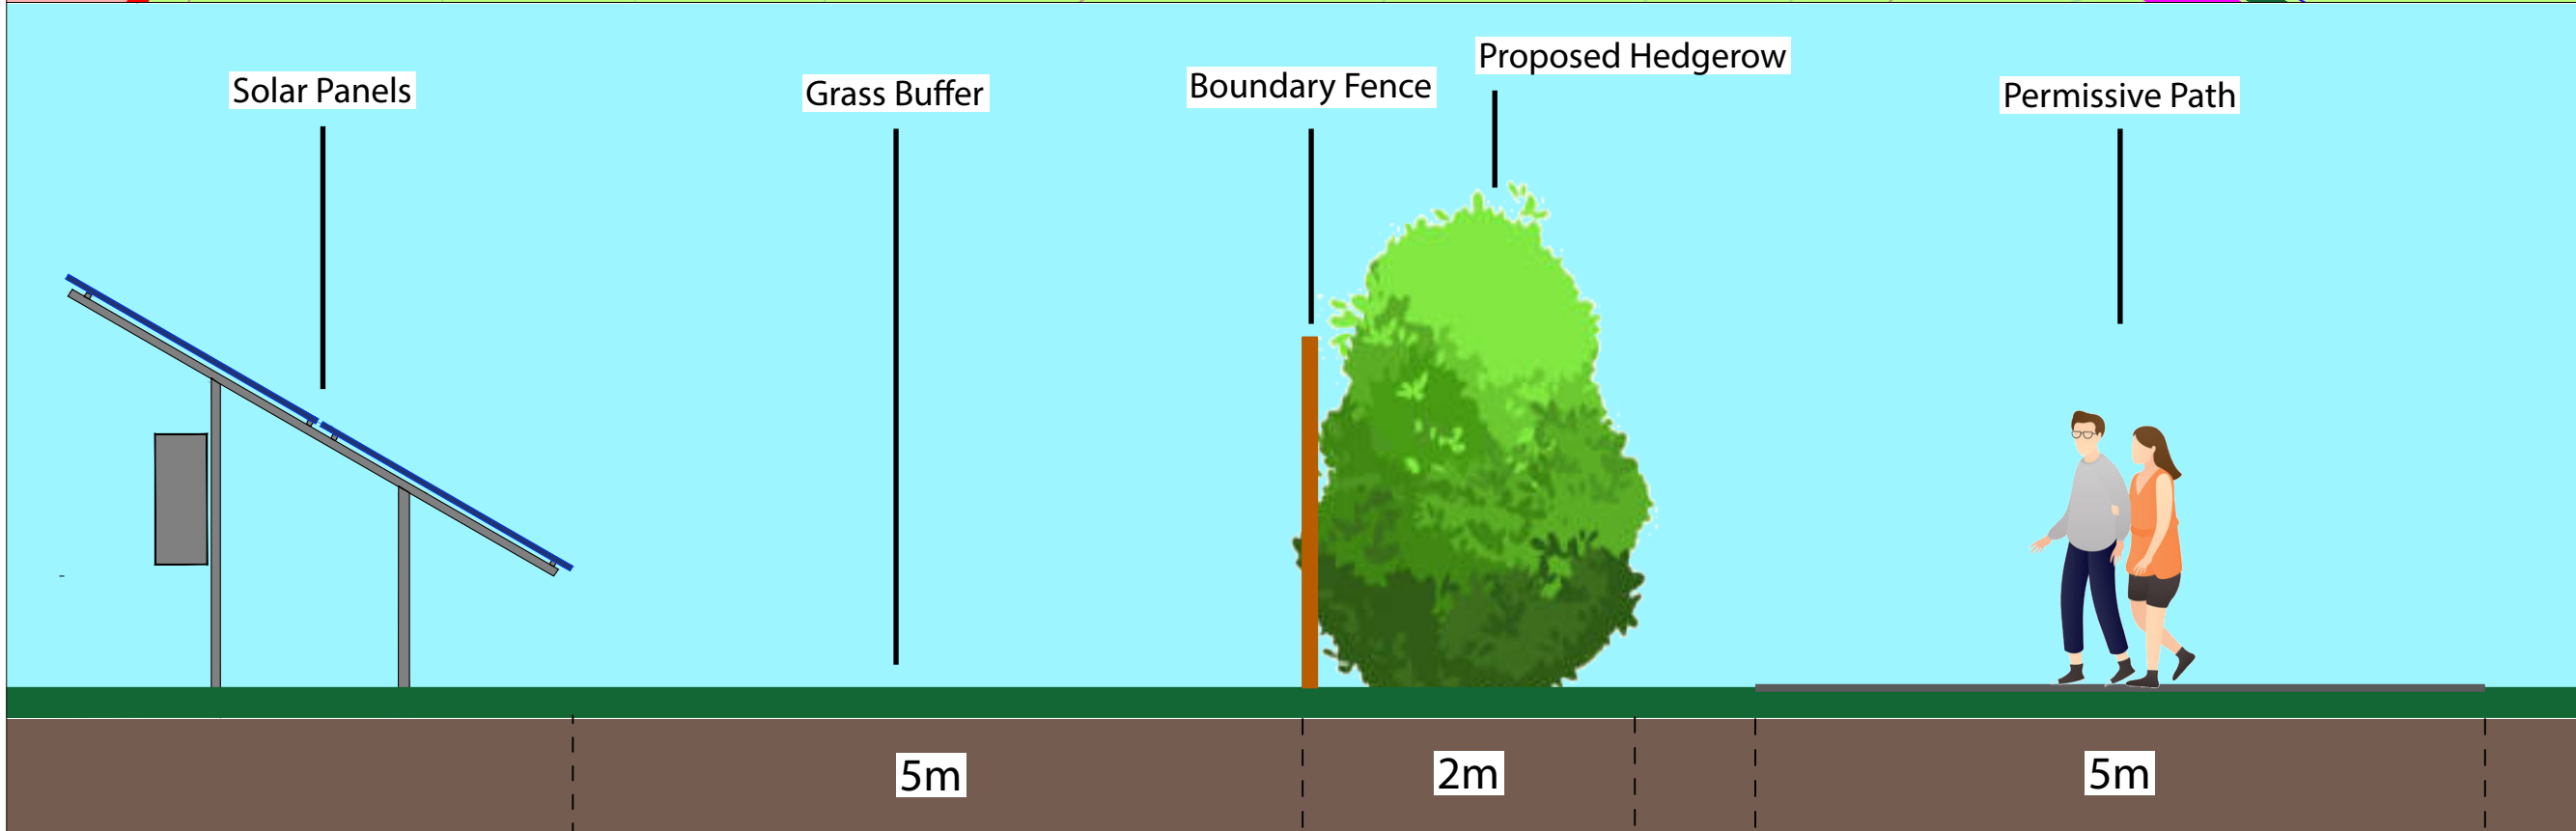 Solar Panels
Grass Buffer
Boundary Fence
Proposed Hedgerow
Permissive Path
5m
2m
5m